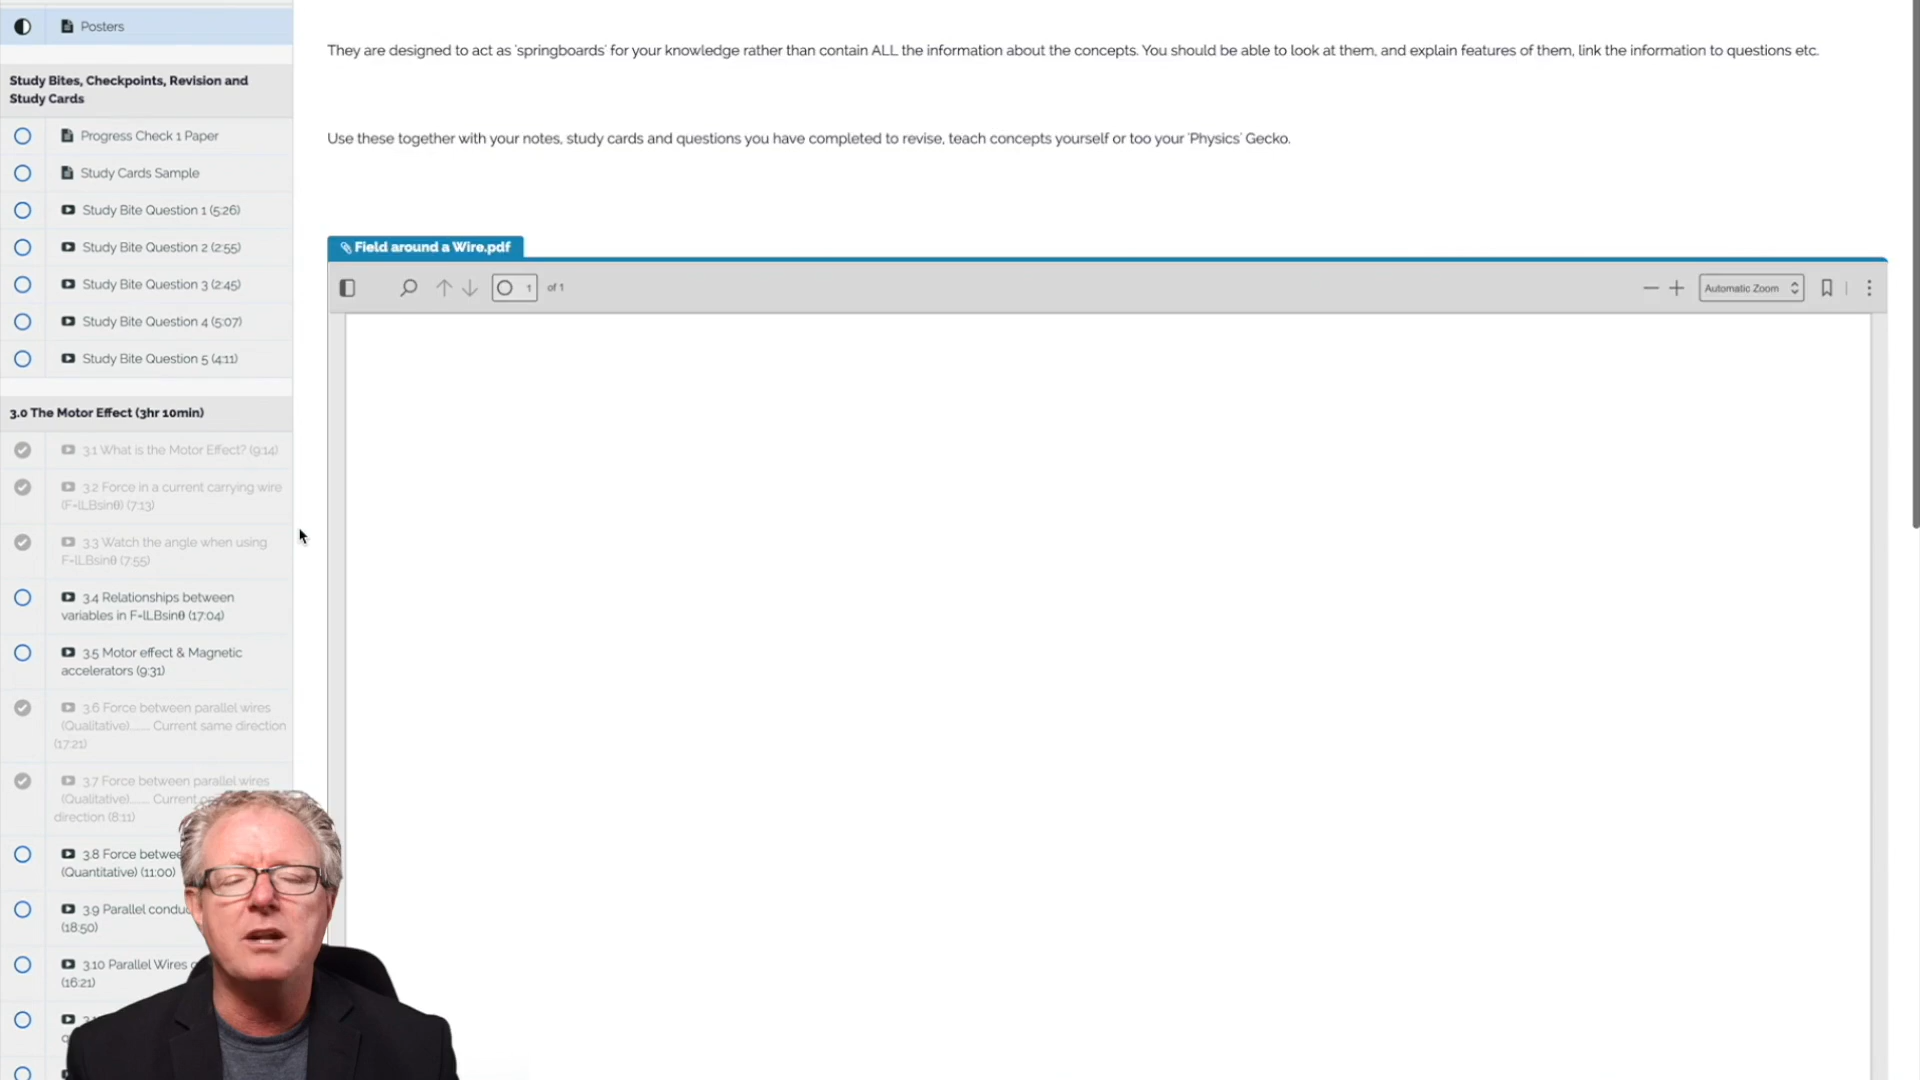 Posters
They are designed to act as 'springboards' for your knowledge rather than contain ALL the information about the concepts. You should be able to look at them, and explain features of them, link the information to questions etc.
Use these together with your notes, study cards and questions you have completed to revise, teach concepts yourself or too your 'Physics' Gecko.
Study Bites, Checkpoints, Revision and
Study Cards
Progress Check 1 Paper
Study Cards Sample
Study Bite Question 1 (5:26)
Study Bite Question 2 (2:55)
Study Bite Question 3 (2:45)
Study Bite Question 4 (5:07)
Study Bite Question 5 (4:11)
3.0 The Motor Effect (3hr 10min)
3.1 What is the Motor Effect? (9:14)
3.2 Force in a current carrying wire
(F=lLBsinθ) (7:13)
3.3 Watch the angle when using
F=lLBsinθ (7:55)
3.4 Relationships between
variables in F=lLBsinθ (17:04)
3.5 Motor effect & Magnetic
accelerators (9:31)
3.6 Force between parallel wires
(Qualitative)....... Current same direction
(17:21)
3.7 Force between parallel wires
(Qualitative)....... Current
direction (8:11)
3.8 Force betwee
(Quantitative) (11:00)
3.9 Parallel condu
(18:50)
3.10 Parallel Wires
(16:21)
Field around a Wire.pdf
1 of 1
Automatic Zoom